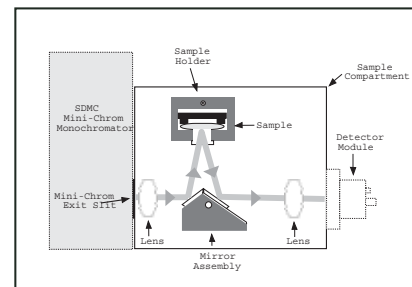 Sample
Holder
Sample
Compartment
SDMC
Mini-Chrom
Monochromator
Sample
Detector
Module
Mini-Chrom
Exit Slit
Lens
Mirror
Assembly
Lens